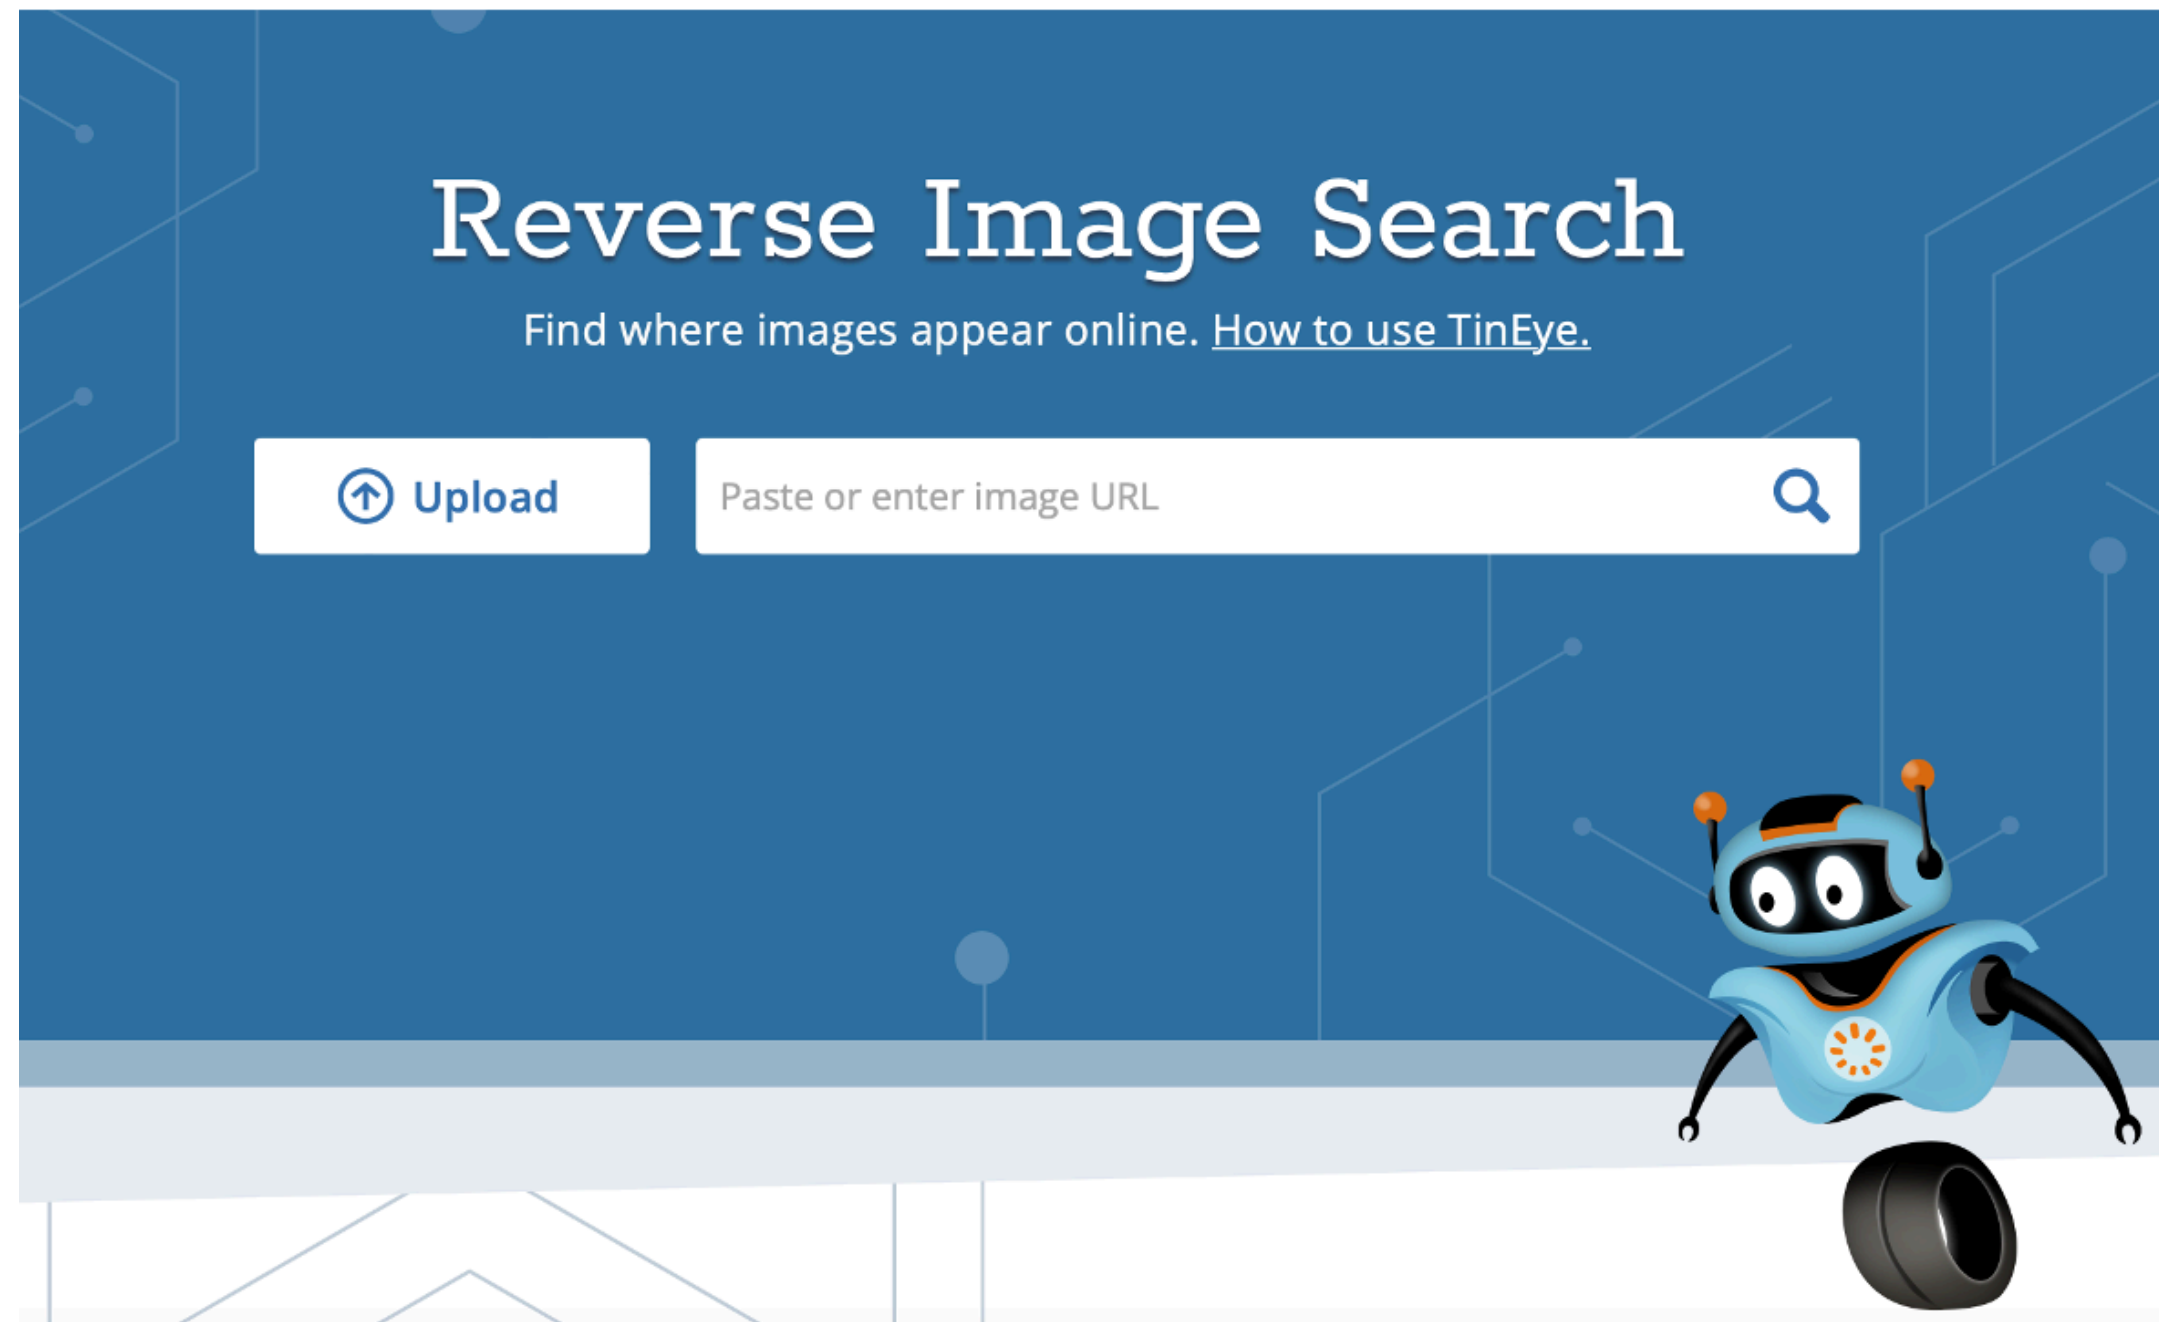 Reverse Image Search
Find where images appear online. How to use TinEye.
Upload
Paste or enter image URL